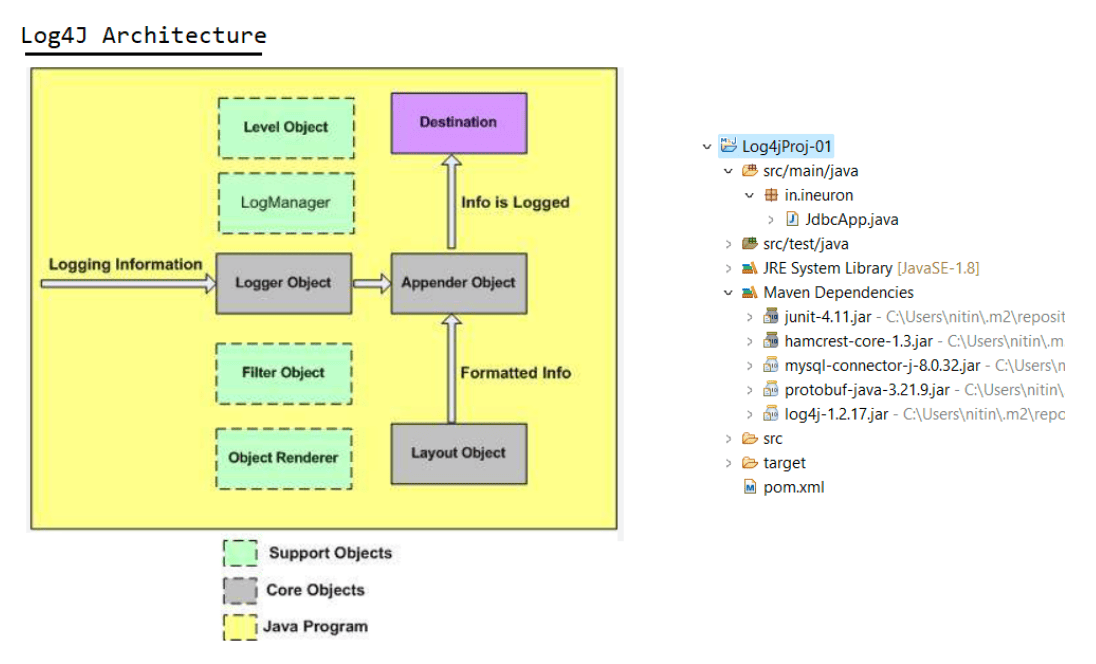 Log4J Architecture
Level Object
Destination
LogManager
Info is Logged
Logging Information
Logger Object
Appender Object
Filter Object
Formatted Info
Object Renderer
Layout Object
Support Objects
Core Objects
Java Program
Log4jProj-01
src/main/java
in.ineuron
JdbcApp.java
src/test/java
JRE System Library [JavaSE-1.8]
Maven Dependencies
junit-4.11.jar - C:\Users\nitin\.m2\reposit
hamcrest-core-1.3.jar - C:\Users\nitin\.m
mysql-connector-j-8.0.32.jar - C:\Users\n
protobuf-java-3.21.9.jar - C:\Users\nitin\.
log4j-1.2.17.jar - C:\Users\nitin\.m2\repo
src
target
pom.xml